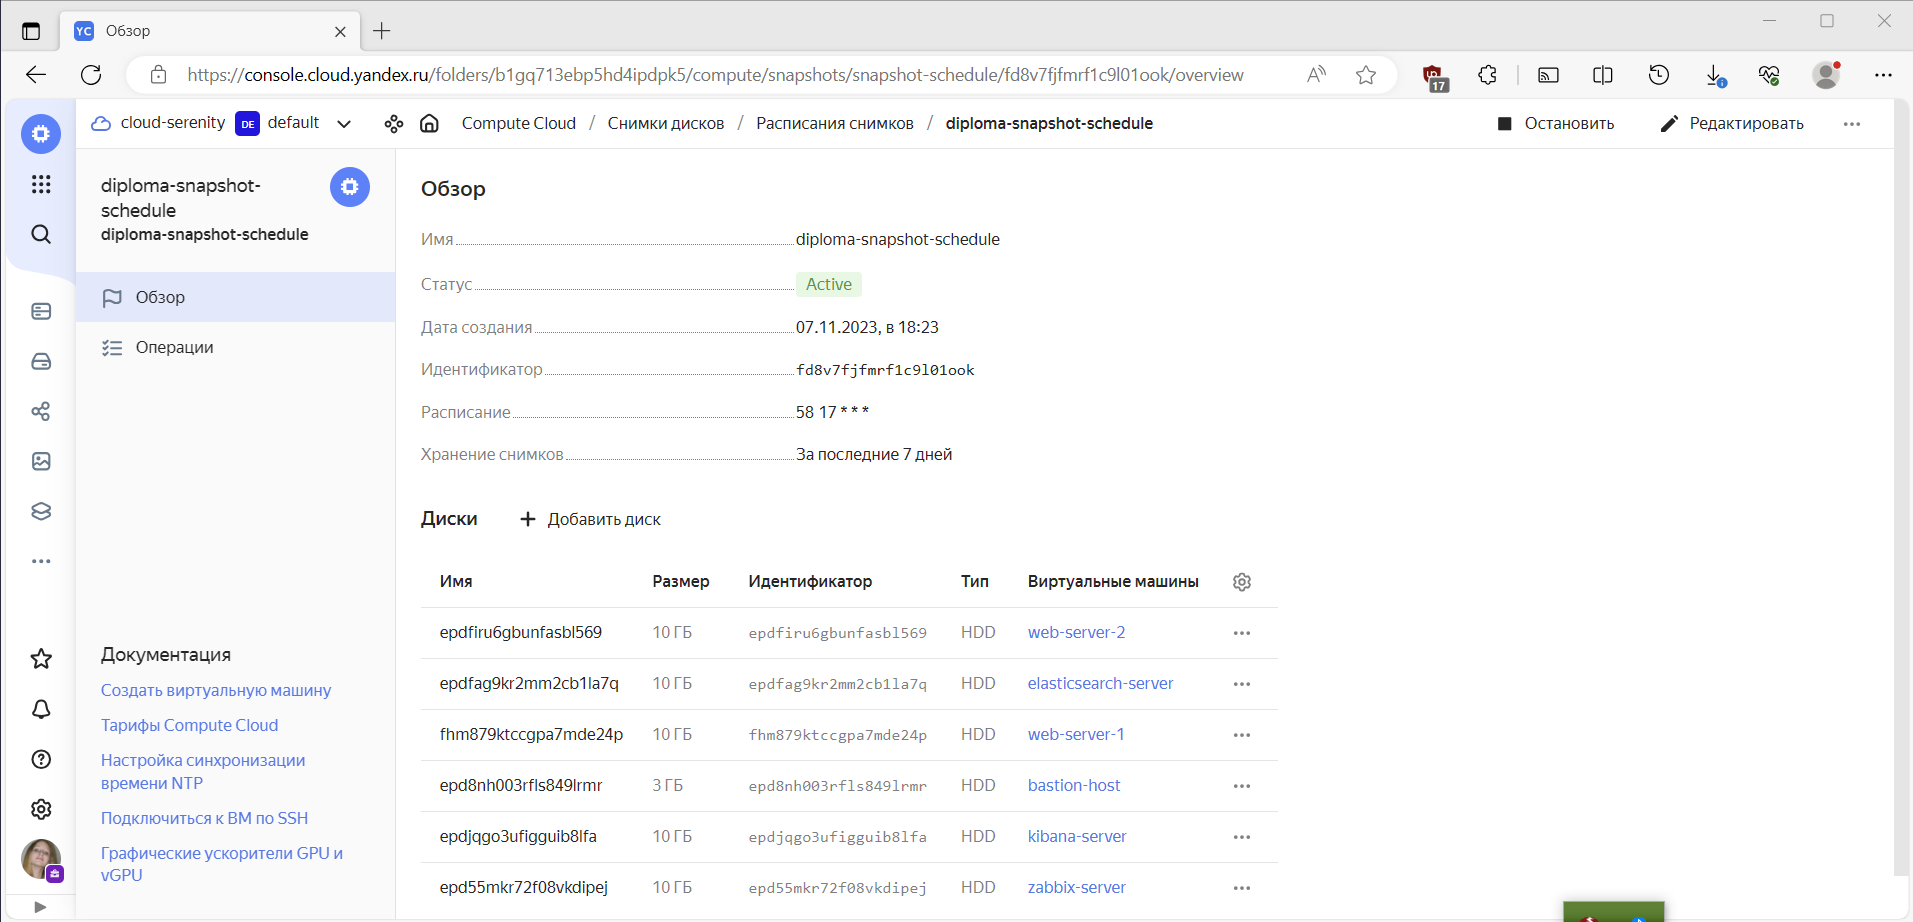 YC Обзор
https://console.cloud.yandex.ru/folders/b1gq713ebp5hd4ipdpk5/compute/snapshots/snapshot-schedule/fd8v7fjfmrf1c9l01ook/overview
17
cloud-serenity DE default Compute Cloud / Снимки дисков / Расписания снимков / diploma-snapshot-schedule Остановить Редактировать
diploma-snapshot-
schedule
diploma-snapshot-schedule
Обзор
Операции
Документация
Создать виртуальную машину
Тарифы Compute Cloud
Настройка синхронизации
времени NTP
Подключиться к ВМ по SSH
Графические ускорители GPU и
vGPU
Обзор
Имя diploma-snapshot-schedule
Статус Active
Дата создания 07.11.2023, в 18:23
Идентификатор fd8v7fjfmrf1c9l01ook
Расписание 58 17 * * *
Хранение снимков За последние 7 дней
Диски Добавить диск
Имя Размер Идентификатор Тип Виртуальные машины
epdfiru6gbunfasbl569 10 ГБ epdfiru6gbunfasbl569 HDD web-server-2
epdfag9kr2mm2cb1la7q 10 ГБ epdfag9kr2mm2cb1la7q HDD elasticsearch-server
fhm879ktccgpa7mde24p 10 ГБ fhm879ktccgpa7mde24p HDD web-server-1
epd8nh003rfls849lrmr 3 ГБ epd8nh003rfls849lrmr HDD bastion-host
epdjqgo3ufigguib8lfa 10 ГБ epdjqgo3ufigguib8lfa HDD kibana-server
epd55mkr72f08vkdipej 10 ГБ epd55mkr72f08vkdipej HDD zabbix-server